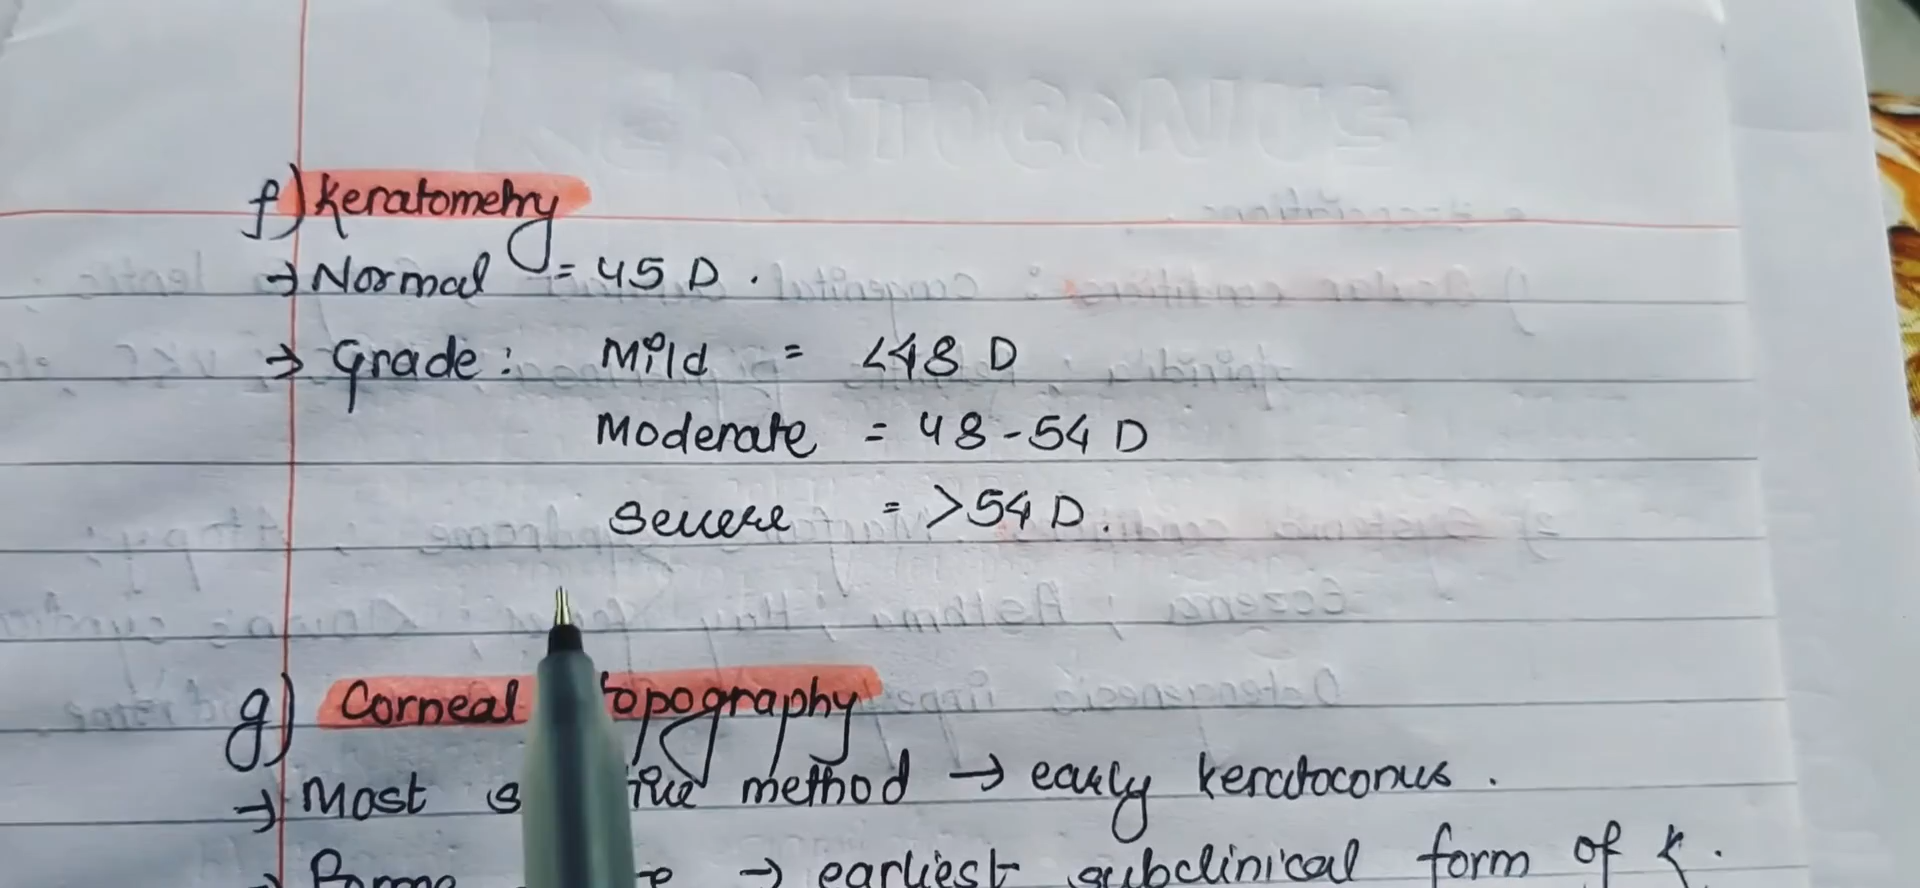 f) Keratometry
→ Normal = 45 D.
→ Grade: Mild = <48 D
Moderate = 48-54 D
Severe = >54 D.
g) Corneal topography
→ Most method → early keratoconus.
→ earliest subclinical form of K.